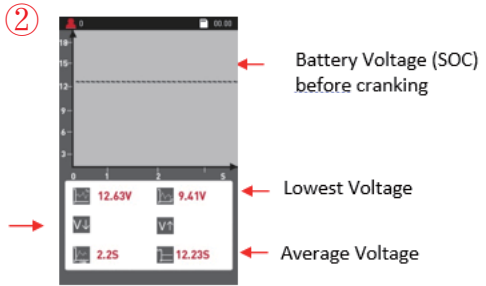 ②
0 00.00
18-
15-
12-
9-
6-
3-
0 1 2 5
Battery Voltage (SOC)
before cranking
12.63V 9.41V
Lowest Voltage
V↓ V↑
2.2S 12.23S
Average Voltage